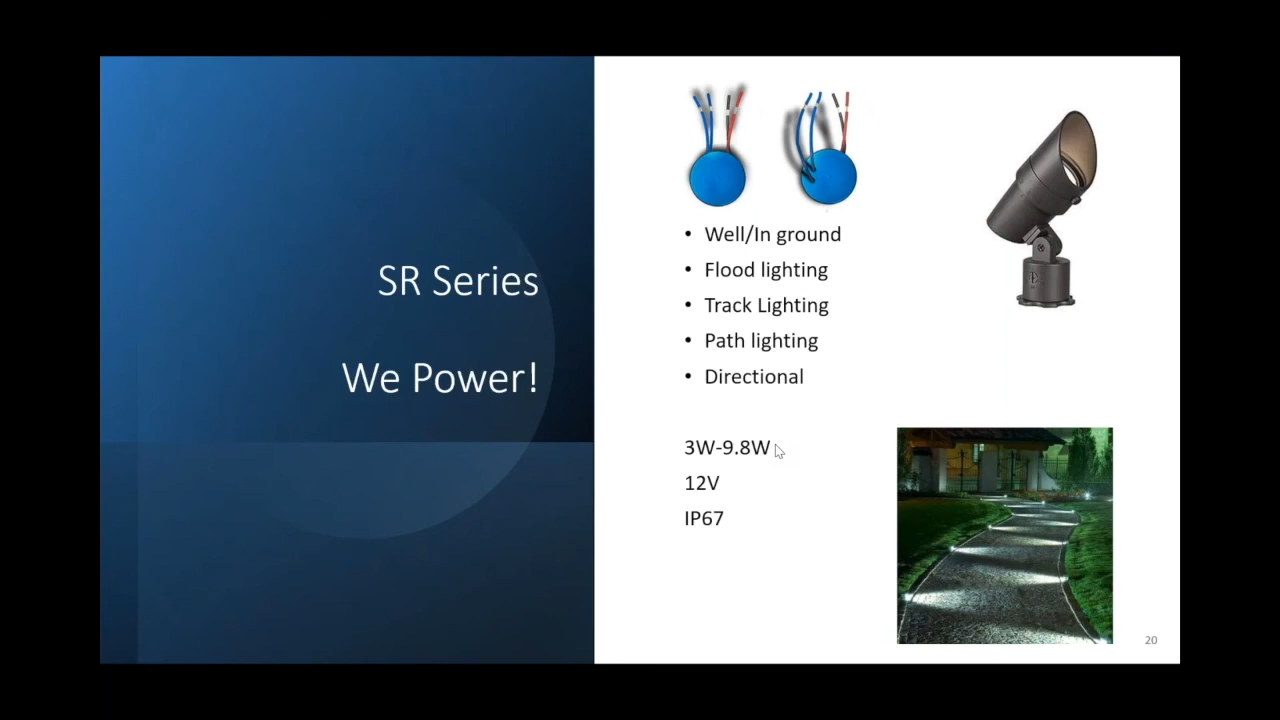 SR Series
We Power!
• Well/In ground
• Flood lighting
• Track Lighting
• Path lighting
• Directional
3W-9.8W
12V
IP67
20